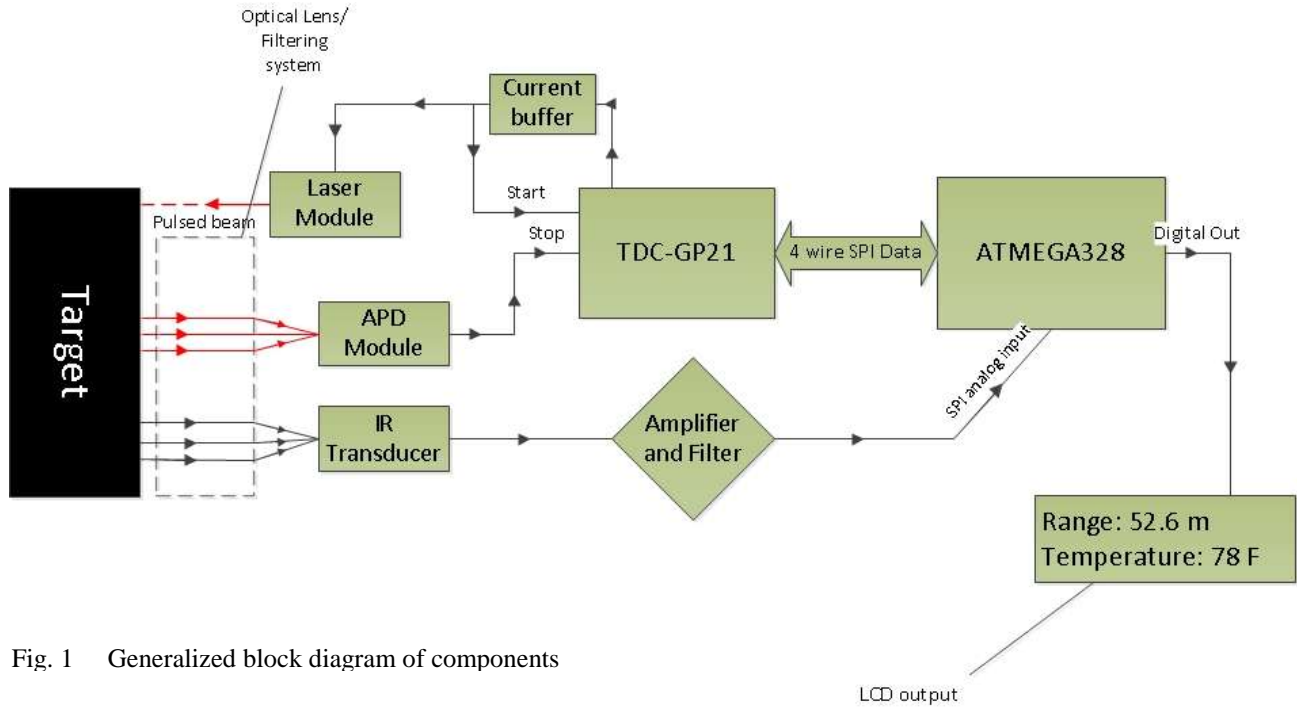 Optical Lens/
Filtering
system
Current
buffer
Laser
Module
Pulsed beam
Start
Stop
TDC-GP21
4 wire SPI Data
ATMEGA328
Digital Out
Target
APD
Module
SPI analog input
IR
Transducer
Amplifier
and Filter
Range: 52.6 m
Temperature: 78 F
Fig. 1 Generalized block diagram of components
LCD output